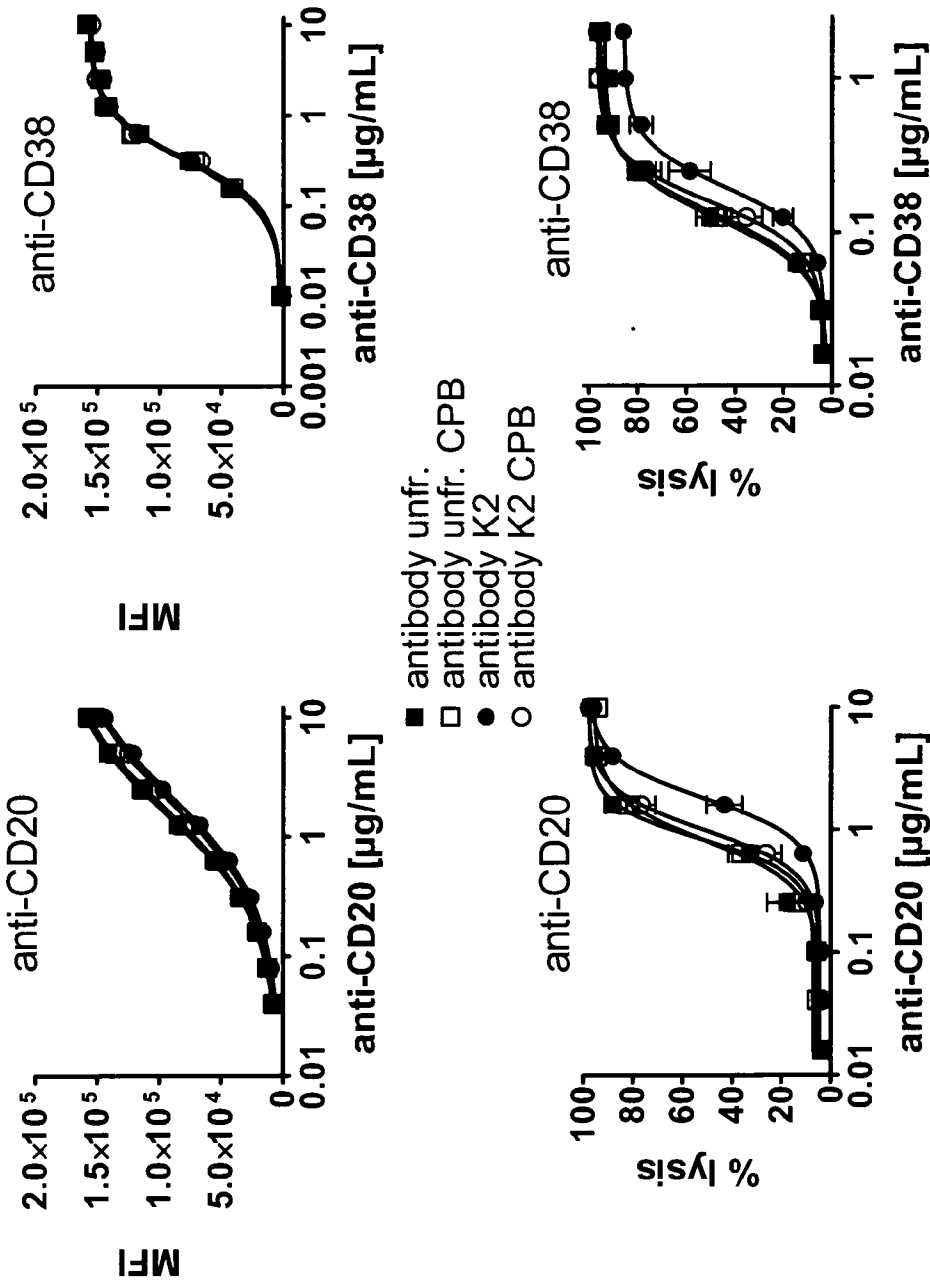 anti-CD20
MFI
2.0×10⁵
1.5×10⁵
1.0×10⁵
5.0×10⁴
0
0.01
0.1
1
10
anti-CD20 [µg/mL]
anti-CD38
MFI
2.0×10⁵
1.5×10⁵
1.0×10⁵
5.0×10⁴
0
0.001
0.01
0.1
1
10
anti-CD38 [µg/mL]
antibody unfr.
antibody unfr. CPB
antibody K2
antibody K2 CPB
anti-CD20
% lysis
100
80
60
40
20
0
0.01
0.1
1
10
anti-CD20 [µg/mL]
anti-CD38
% lysis
100
80
60
40
20
0
0.01
0.1
1
anti-CD38 [µg/mL]